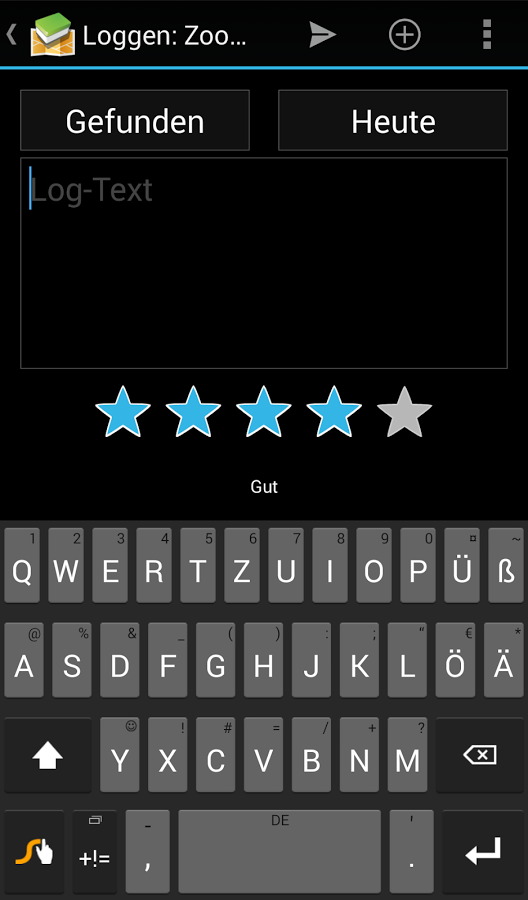 Loggen: Zoo...
Gefunden Heute
Log-Text
Gut
1 2 3 4 5 6 7 8 9 0 ¤ ~
Q W E R T Z U I O P Ü ß
@ % & _ ( ) : ; “ € *
A S D F G H J K L Ö Ä
☺ ! # = / + ?
Y X C V B N M
- DE '
+!= , .